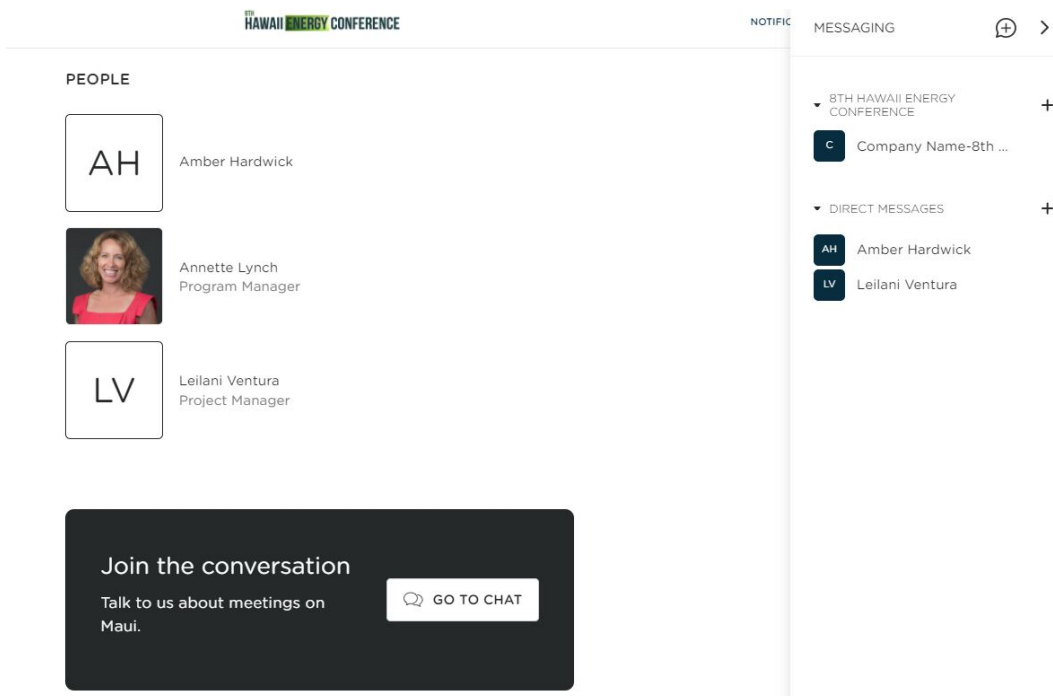 8TH
HAWAII ENERGY CONFERENCE
PEOPLE
AH
Amber Hardwick
Annette Lynch
Program Manager
LV
Leilani Ventura
Project Manager
Join the conversation
Talk to us about meetings on
Maui.
GO TO CHAT
NOTIFIC
MESSAGING
8TH HAWAII ENERGY
CONFERENCE
C
Company Name-8th ...
DIRECT MESSAGES
AH
Amber Hardwick
LV
Leilani Ventura